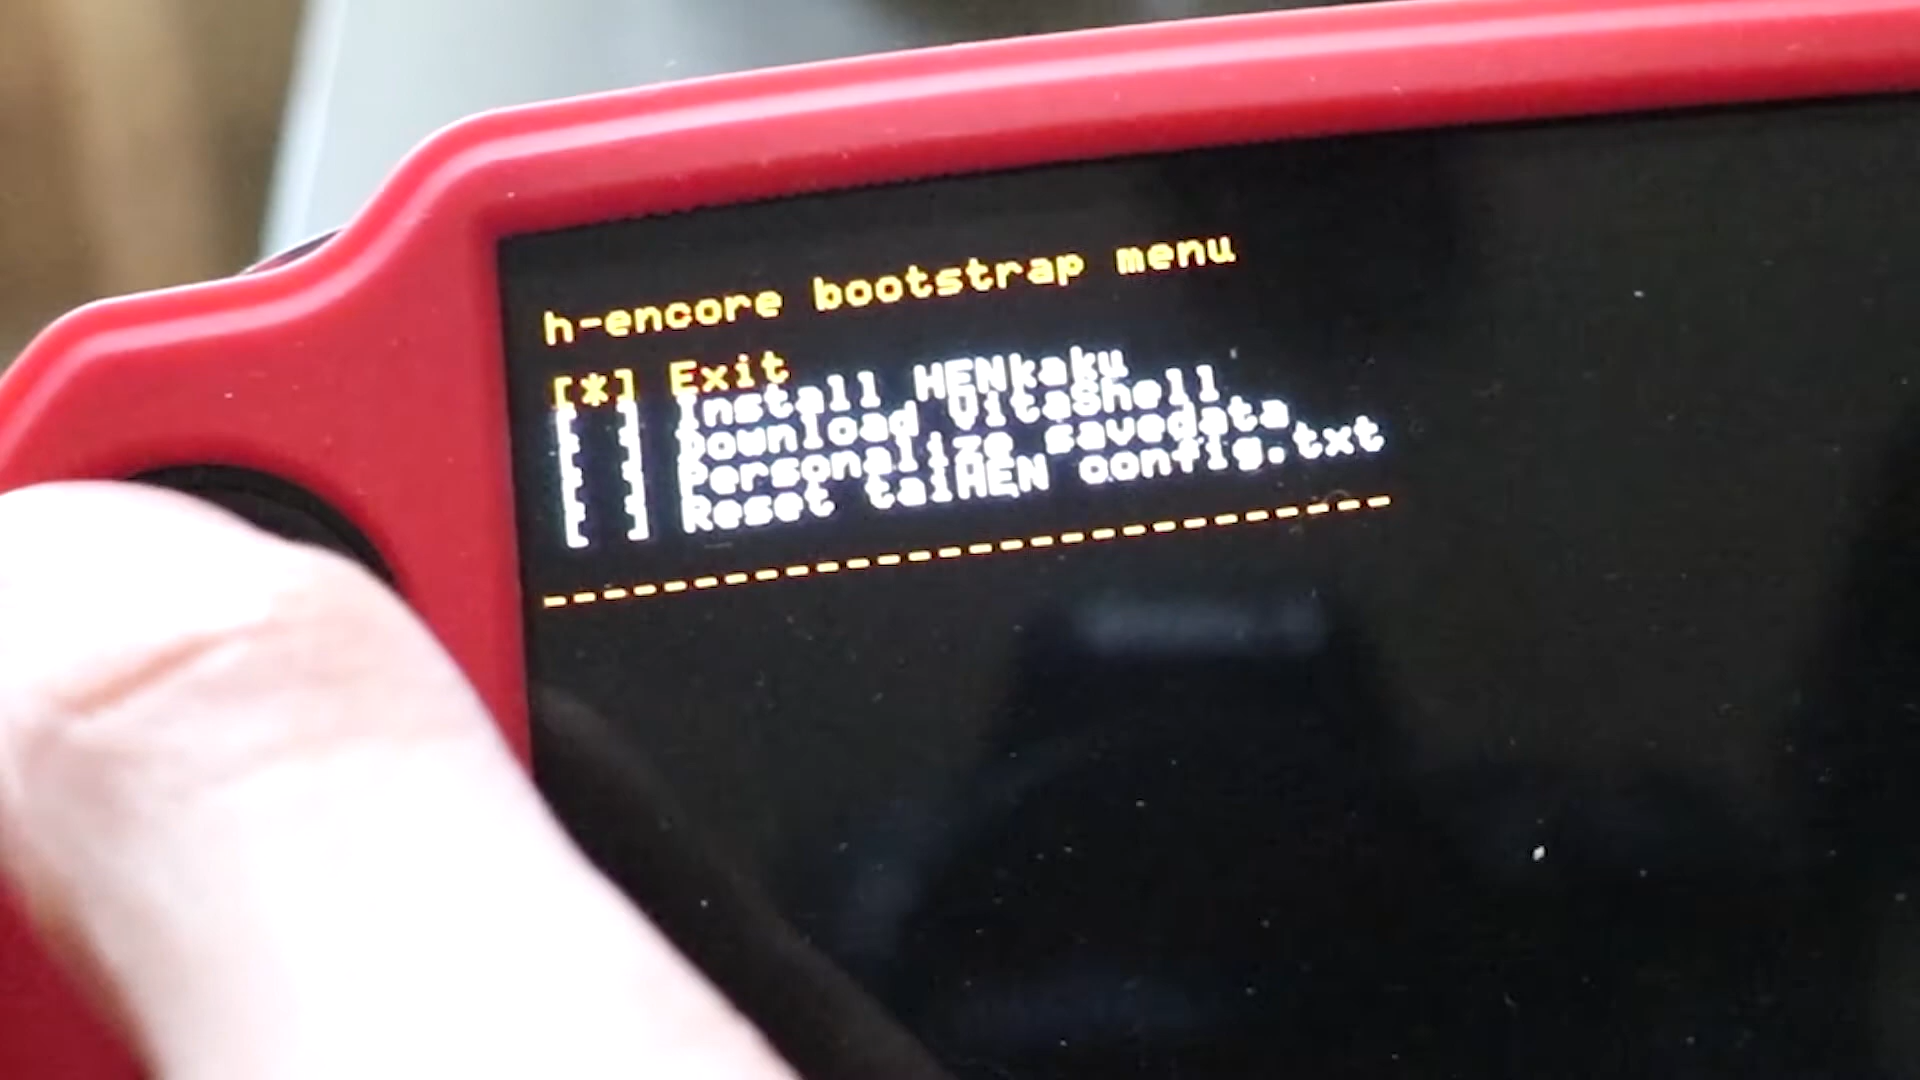 h-encore bootstrap menu
[*] Exit
[ ] Install HENkaku
[ ] Download VitaShell
[ ] Personalize savedata
[ ] Reset taiHEN config.txt
----------------------------